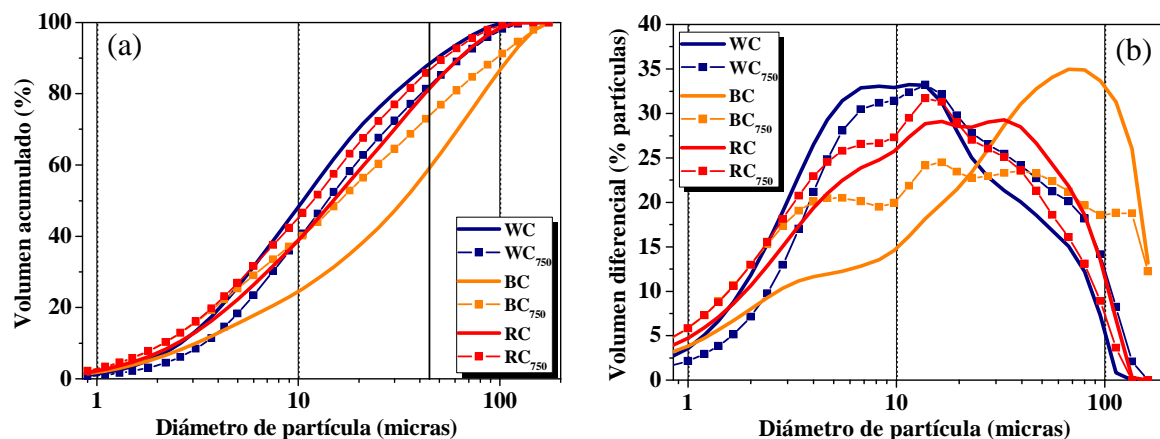 (a)
Volumen acumulado (%)
100
80
60
40
20
0
1
10
100
Diámetro de partícula (micras)
WC
WC750
BC
BC750
RC
RC750
(b)
Volumen diferencial (% partículas)
40
35
30
25
20
15
10
5
0
1
10
100
Diámetro de partícula (micras)
WC
WC750
BC
BC750
RC
RC750